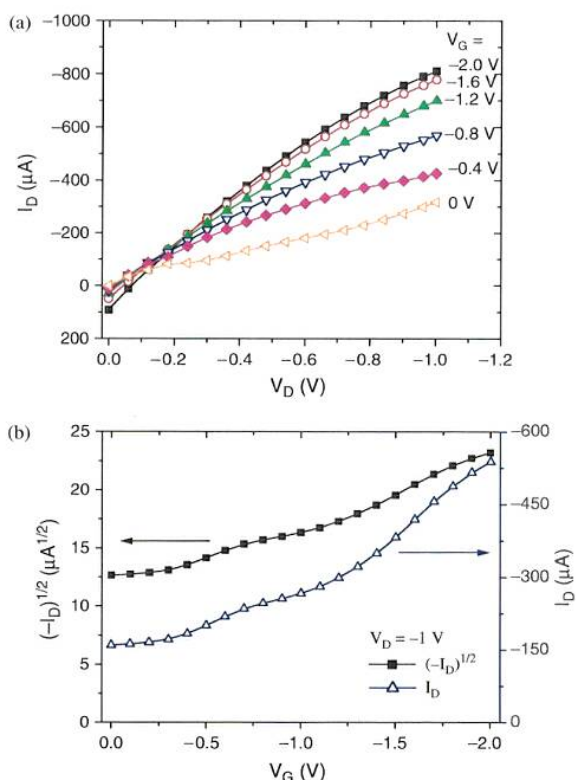 (a)
-1000
-800
-600
-400
-200
0
200
I_D (µA)
V_G =
-2.0 V
-1.6 V
-1.2 V
-0.8 V
-0.4 V
0 V
0.0 -0.2 -0.4 -0.6 -0.8 -1.0 -1.2
V_D (V)
(b)
25
20
15
10
5
0
(-I_D)^1/2 (µA^1/2)
-600
-450
-300
-150
0
I_D (µA)
V_D = -1 V
(-I_D)^1/2
I_D
0.0 -0.5 -1.0 -1.5 -2.0
V_G (V)